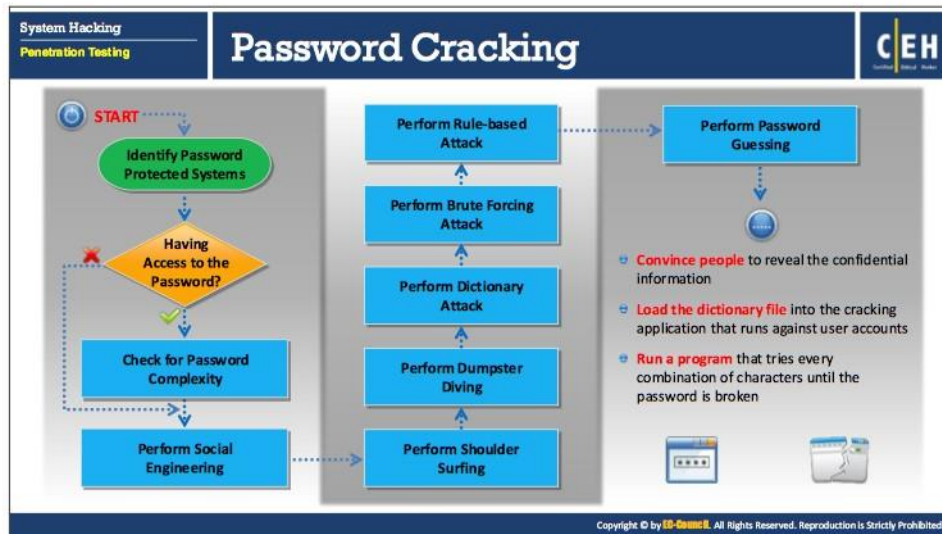 System Hacking
Penetration Testing
Password Cracking
C|EH
Certified Ethical Hacker
START
Identify Password
Protected Systems
Having
Access to the
Password?
Check for Password
Complexity
Perform Social
Engineering
Perform Shoulder
Surfing
Perform Dumpster
Diving
Perform Dictionary
Attack
Perform Brute Forcing
Attack
Perform Rule-based
Attack
Perform Password
Guessing
Convince people to reveal the confidential
information
Load the dictionary file into the cracking
application that runs against user accounts
Run a program that tries every
combination of characters until the
password is broken
Copyright © by EC-Council. All Rights Reserved. Reproduction is Strictly Prohibited.